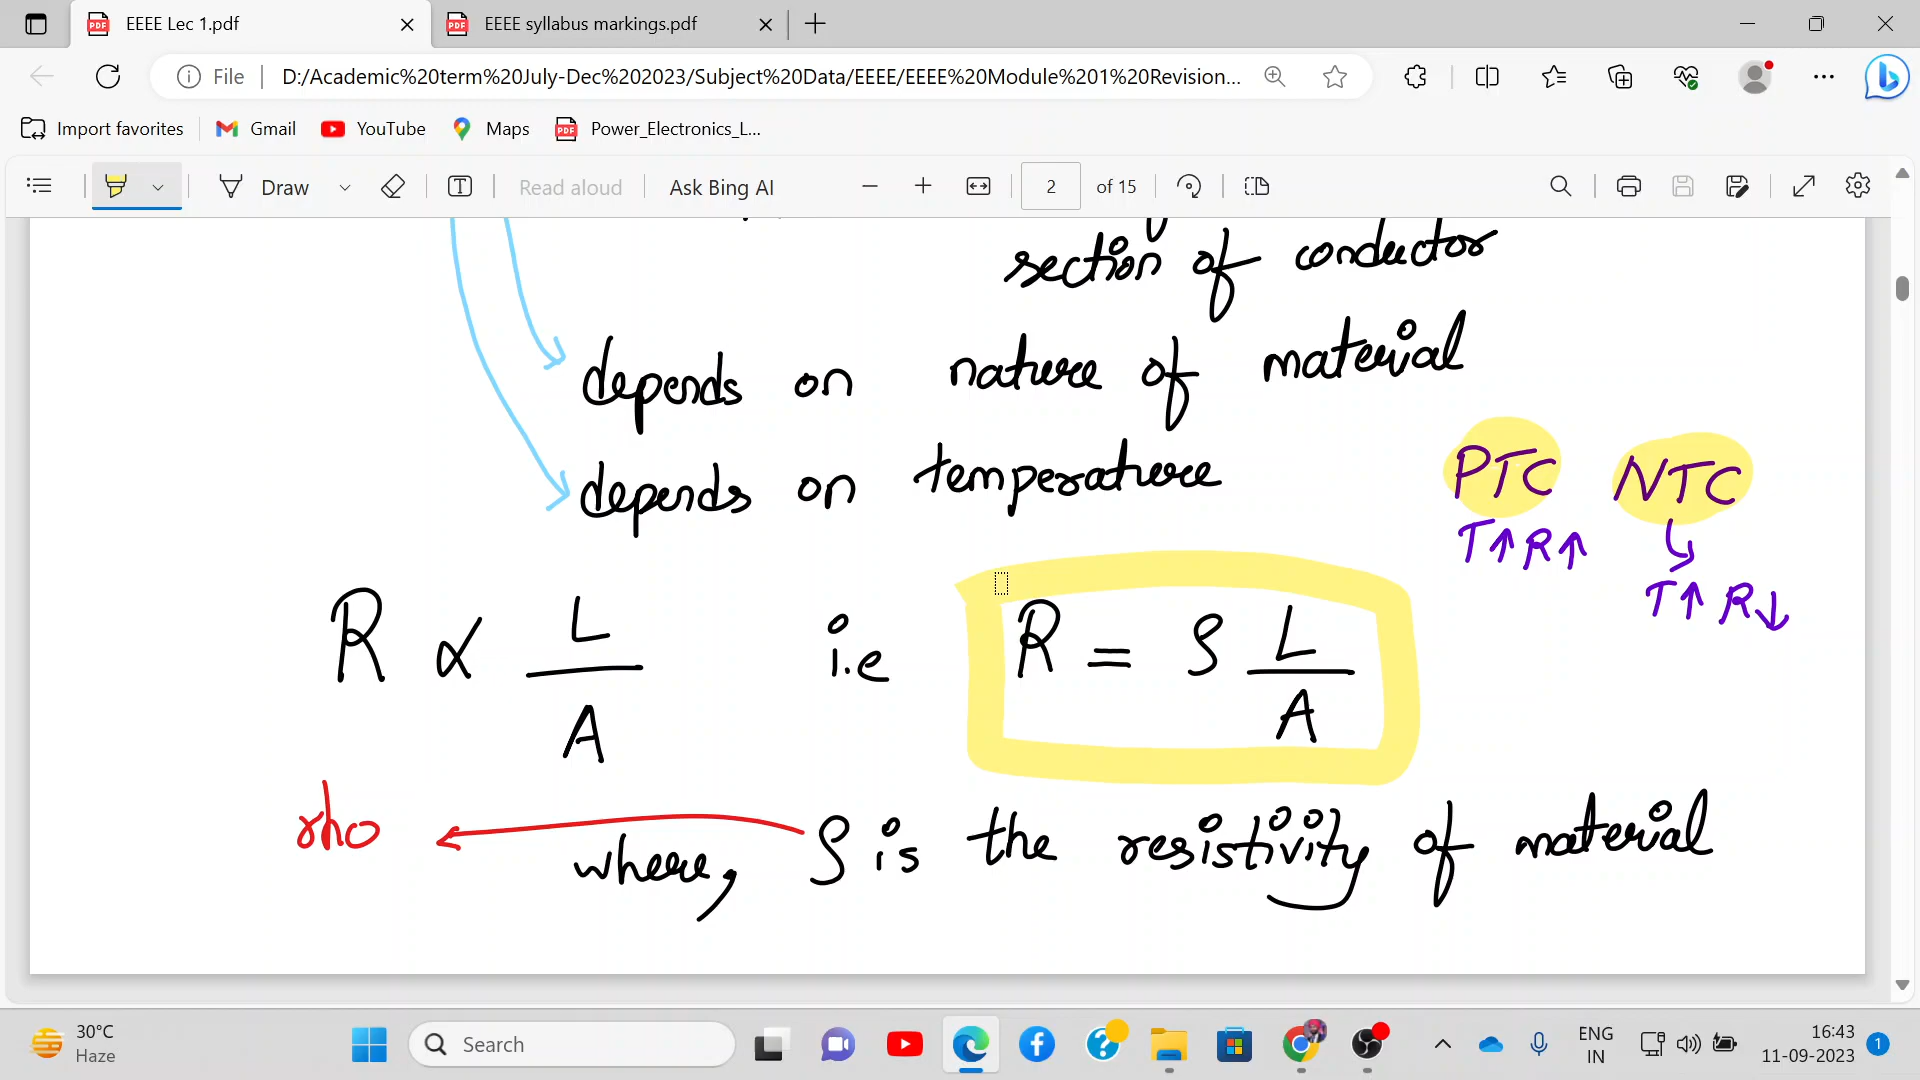 EEEE Lec 1.pdf
EEEE syllabus markings.pdf
File
D:/Academic%20term%20July-Dec%202023/Subject%20Data/EEEE/EEEE%20Module%201%20Revision...
Import favorites
Gmail
YouTube
Maps
Power_Electronics_L...
Draw
Read aloud
Ask Bing AI
2
of 15
section of conductor
depends on nature of material
depends on temperature
PTC
NTC
T↑R↑
T↑ R↓
R ∝ L/A i.e R = ρ L/A
rho
where, ρ is the resistivity of material
30°C
Haze
Search
ENG
IN
16:43
11-09-2023
1